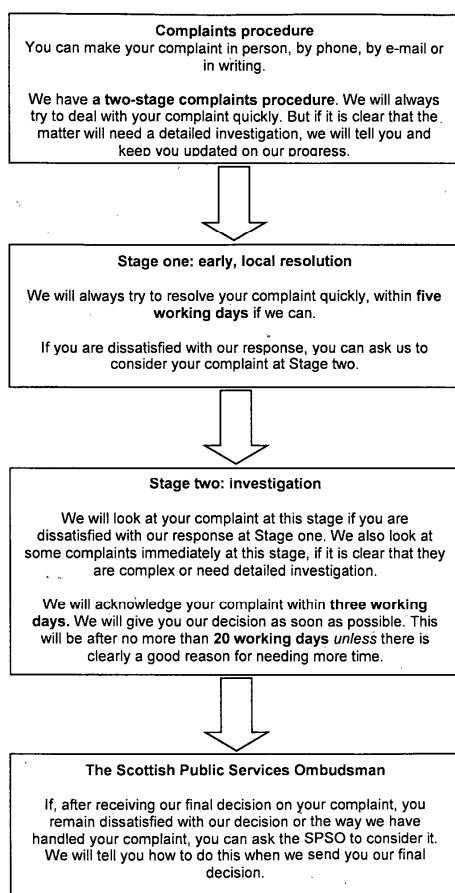 Complaints procedure
You can make your complaint in person, by phone, by e-mail or
in writing.
We have a two-stage complaints procedure. We will always
try to deal with your complaint quickly. But if it is clear that the
matter will need a detailed investigation, we will tell you and
keep you updated on our progress.
Stage one: early, local resolution
We will always try to resolve your complaint quickly, within five
working days if we can.
If you are dissatisfied with our response, you can ask us to
consider your complaint at Stage two.
Stage two: investigation
We will look at your complaint at this stage if you are
dissatisfied with our response at Stage one. We also look at
some complaints immediately at this stage, if it is clear that they
are complex or need detailed investigation.
We will acknowledge your complaint within three working
days. We will give you our decision as soon as possible. This
will be after no more than 20 working days unless there is
clearly a good reason for needing more time.
The Scottish Public Services Ombudsman
If, after receiving our final decision on your complaint, you
remain dissatisfied with our decision or the way we have
handled your complaint, you can ask the SPSO to consider it.
We will tell you how to do this when we send you our final
decision.